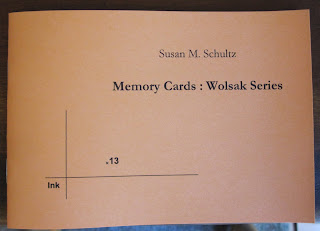 Susan M. Schultz
Memory Cards : Wolsak Series
.13
Ink